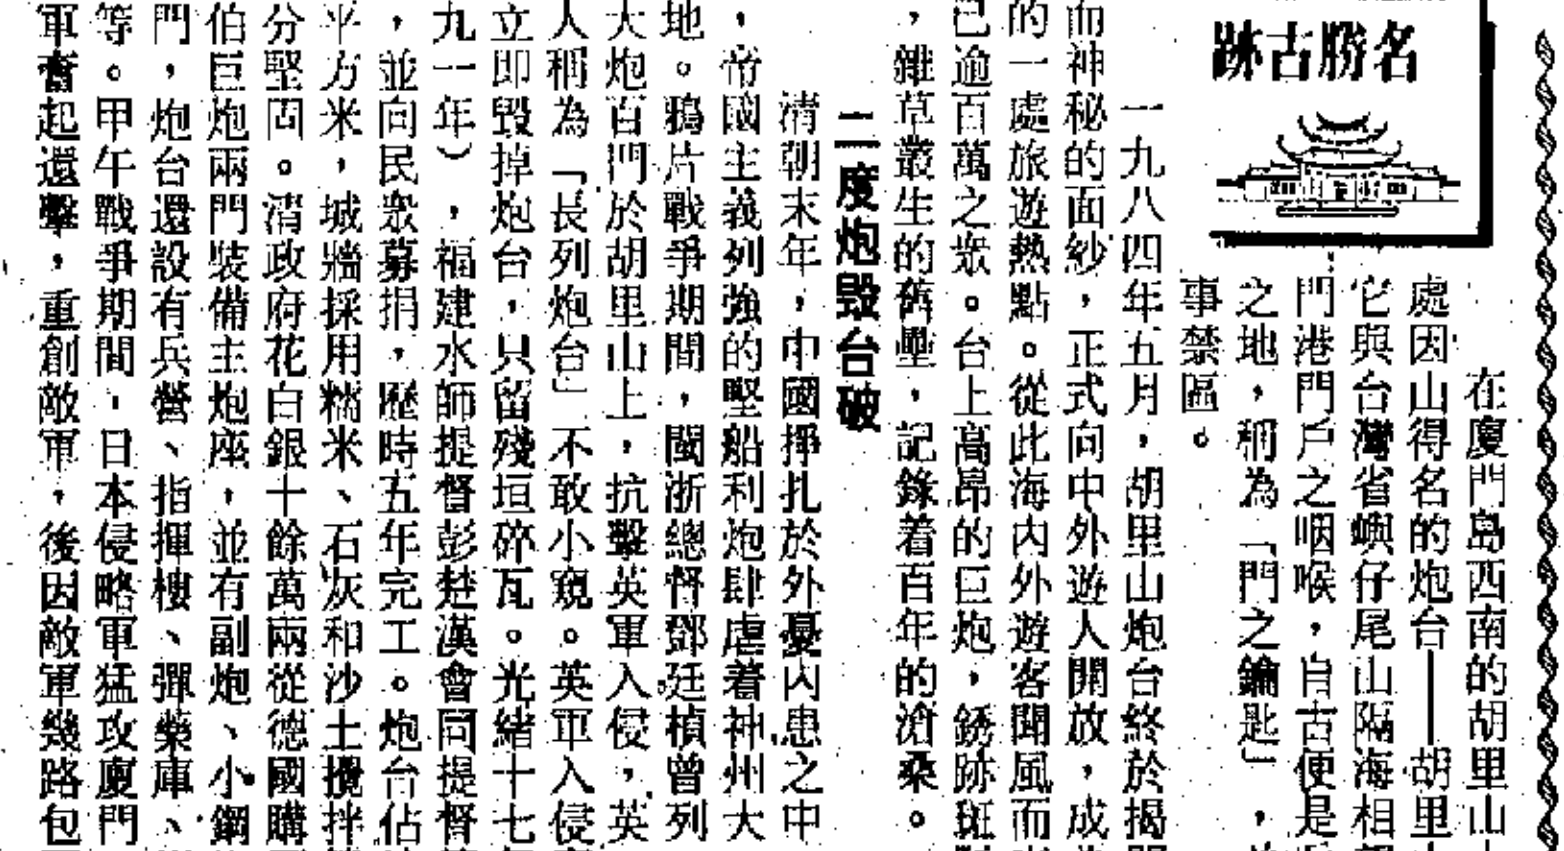 名勝古跡
在廈門島西南的胡里山
處因山得名的炮台——胡里
它與台灣省嶼仔尾山隔海相
門港門戶之咽喉，自古便是
之地，稱為「門之鑰匙」，
事禁區。
一九八四年五月，胡里山炮台終於揭
而神秘的面紗，正式向中外遊人開放，成
的一處旅遊熱點。從此海內外遊客聞風而
已逾百萬之眾。台上高昂的巨炮，銹跡斑
，雜草叢生的舊壘，記錄着百年的滄桑。
二度炮毀台破
清朝末年，中國掙扎於外憂內患之中
，帝國主義列強的堅船利炮肆虐着神州大
地。鴉片戰爭期間，閩浙總督鄧廷楨曾列
大炮百門於胡里山上，抗擊英軍入侵，英
人稱為「長列炮台」不敢小窺。英軍入侵
立即毀掉炮台，只留殘垣碎瓦。光緒十七
九一年），福建水師提督彭楚漢會同提督
，並向民眾募捐，歷時五年完工。炮台佔
平方米，城牆採用糯米、石灰和沙土攪拌
分堅固。清政府花白銀十餘萬兩從德國購
伯巨炮兩門裝備主炮座，並有副炮、小鋼
門，炮台還設有兵營、指揮樓、彈藥庫、
等。甲午戰爭期間，日本侵略軍猛攻廈門
軍奮起還擊，重創敵軍，後因敵軍幾路包